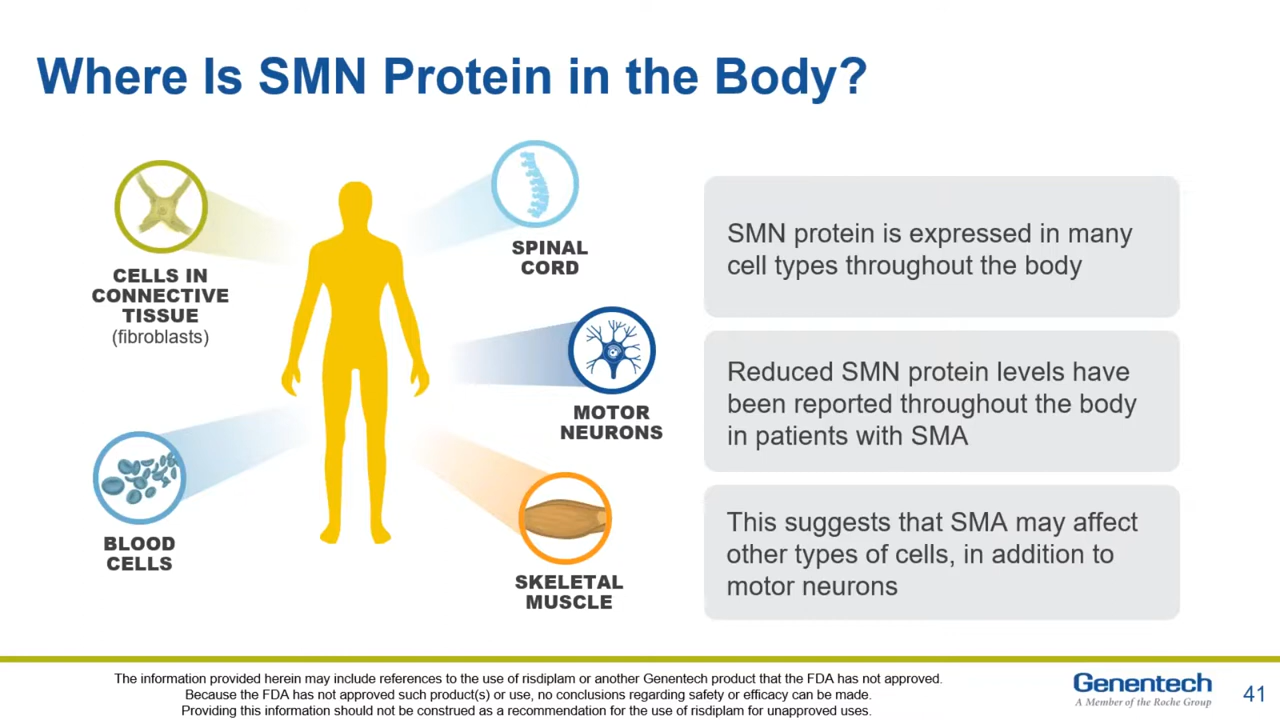 Where Is SMN Protein in the Body?
CELLS IN
CONNECTIVE
TISSUE
(fibroblasts)
BLOOD
CELLS
SPINAL
CORD
MOTOR
NEURONS
SKELETAL
MUSCLE
SMN protein is expressed in many
cell types throughout the body
Reduced SMN protein levels have
been reported throughout the body
in patients with SMA
This suggests that SMA may affect
other types of cells, in addition to
motor neurons
The information provided herein may include references to the use of risdiplam or another Genentech product that the FDA has not approved.
Because the FDA has not approved such product(s) or use, no conclusions regarding safety or efficacy can be made.
Providing this information should not be construed as a recommendation for the use of risdiplam for unapproved uses.
Genentech
A Member of the Roche Group
41